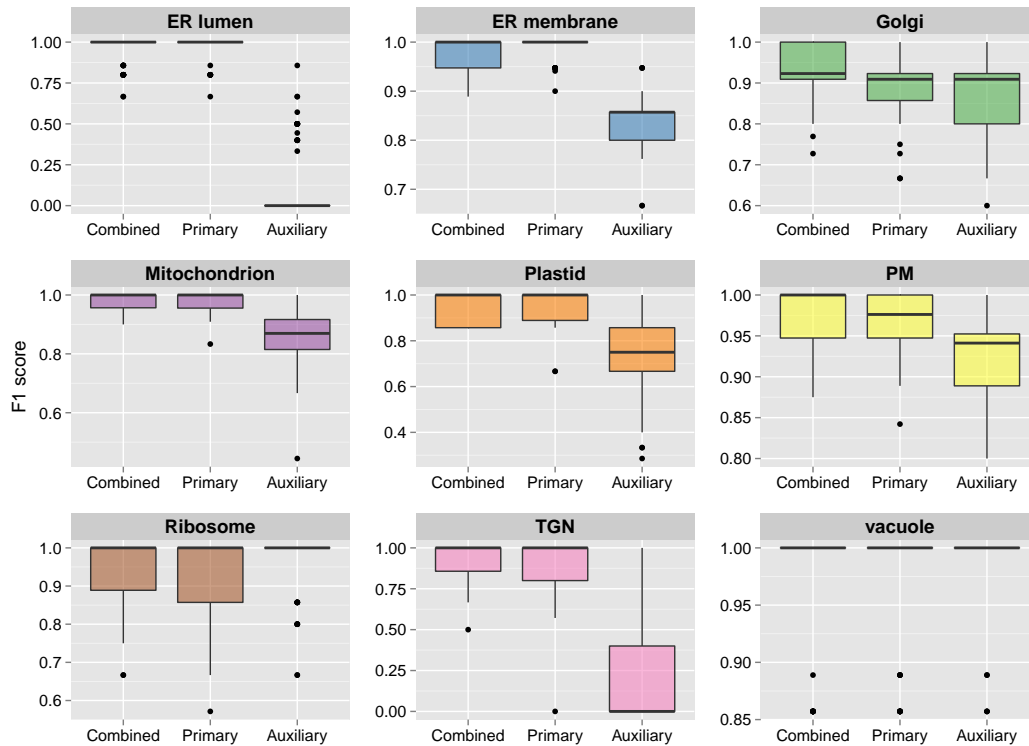 ER lumen
ER membrane
Golgi
1.00
0.75
0.50
0.25
0.00
Combined Primary Auxiliary
1.0
0.9
0.8
0.7
Combined Primary Auxiliary
1.0
0.9
0.8
0.7
0.6
Combined Primary Auxiliary
F1 score
Mitochondrion
Plastid
PM
1.0
0.8
0.6
Combined Primary Auxiliary
1.0
0.8
0.6
0.4
Combined Primary Auxiliary
1.00
0.95
0.90
0.85
0.80
Combined Primary Auxiliary
Ribosome
TGN
vacuole
1.0
0.9
0.8
0.7
0.6
Combined Primary Auxiliary
1.00
0.75
0.50
0.25
0.00
Combined Primary Auxiliary
1.00
0.95
0.90
0.85
Combined Primary Auxiliary